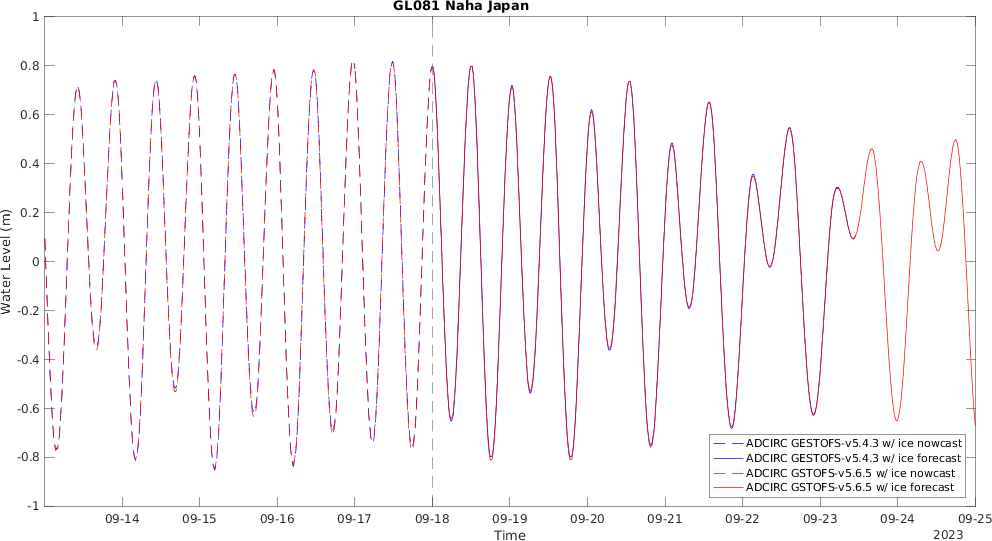 GL081 Naha Japan
1
0.8
0.6
0.4
0.2
0
-0.2
-0.4
-0.6
-0.8
-1
Water Level (m)
ADCIRC GESTOFS-v5.4.3 w/ ice nowcast
ADCIRC GESTOFS-v5.4.3 w/ ice forecast
ADCIRC GSTOFS-v5.6.5 w/ ice nowcast
ADCIRC GSTOFS-v5.6.5 w/ ice forecast
09-14 09-15 09-16 09-17 09-18 09-19 09-20 09-21 09-22 09-23 09-24 09-25
Time
2023